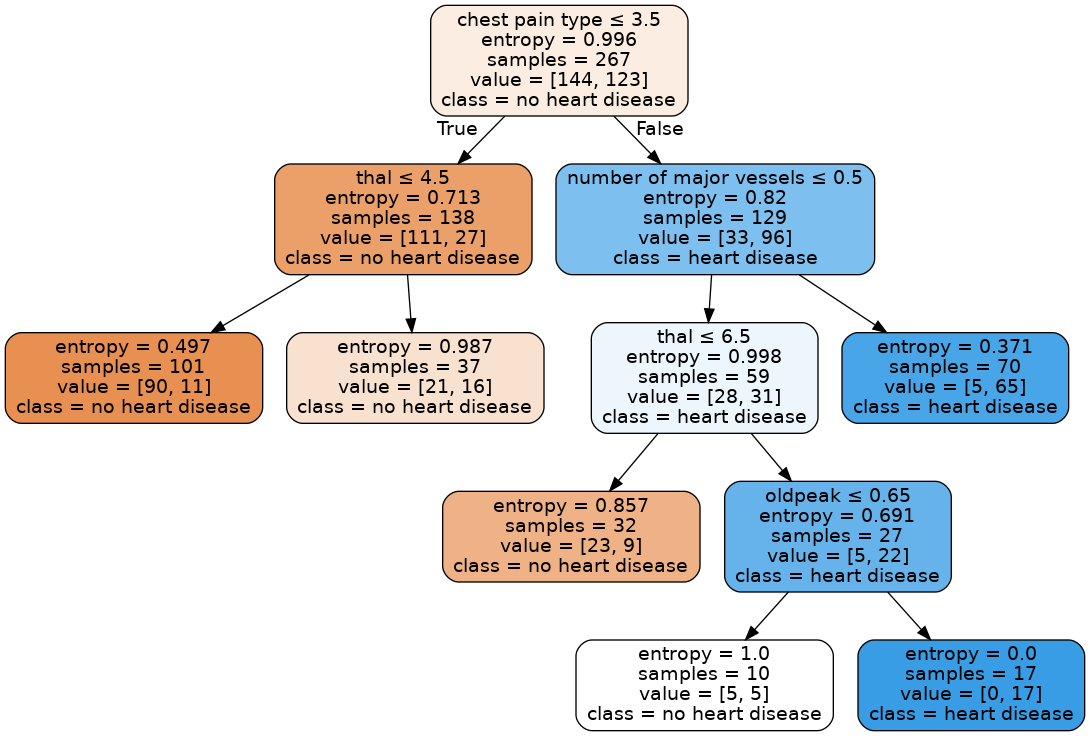 chest pain type ≤ 3.5
entropy = 0.996
samples = 267
value = [144, 123]
class = no heart disease
True
False
thal ≤ 4.5
entropy = 0.713
samples = 138
value = [111, 27]
class = no heart disease
number of major vessels ≤ 0.5
entropy = 0.82
samples = 129
value = [33, 96]
class = heart disease
entropy = 0.497
samples = 101
value = [90, 11]
class = no heart disease
entropy = 0.987
samples = 37
value = [21, 16]
class = no heart disease
thal ≤ 6.5
entropy = 0.998
samples = 59
value = [28, 31]
class = heart disease
entropy = 0.371
samples = 70
value = [5, 65]
class = heart disease
entropy = 0.857
samples = 32
value = [23, 9]
class = no heart disease
oldpeak ≤ 0.65
entropy = 0.691
samples = 27
value = [5, 22]
class = heart disease
entropy = 1.0
samples = 10
value = [5, 5]
class = no heart disease
entropy = 0.0
samples = 17
value = [0, 17]
class = heart disease